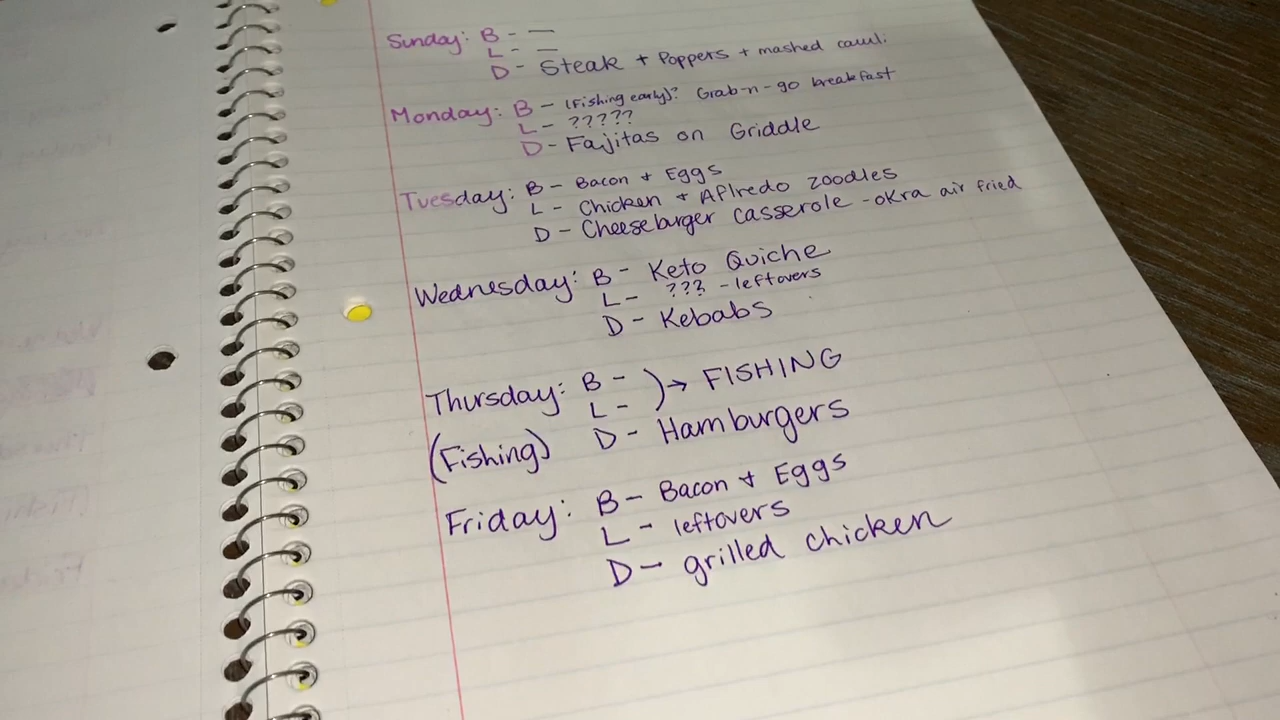 Sunday: B - —
L - —
D - Steak + Poppers + mashed cauli
Monday: B - (Fishing early)? Grab-n-go breakfast
L - ?????
D - Fajitas on Griddle
Tuesday: B - Bacon + Eggs
L - Chicken + Aflredo zoodles
D - Cheeseburger Casserole - okra air fried
Wednesday: B - Keto Quiche
L - ??? - leftovers
D - Kebabs
Thursday: B - ) → FISHING
L -
(Fishing) D - Hamburgers
Friday: B - Bacon + Eggs
L - leftovers
D - grilled chicken